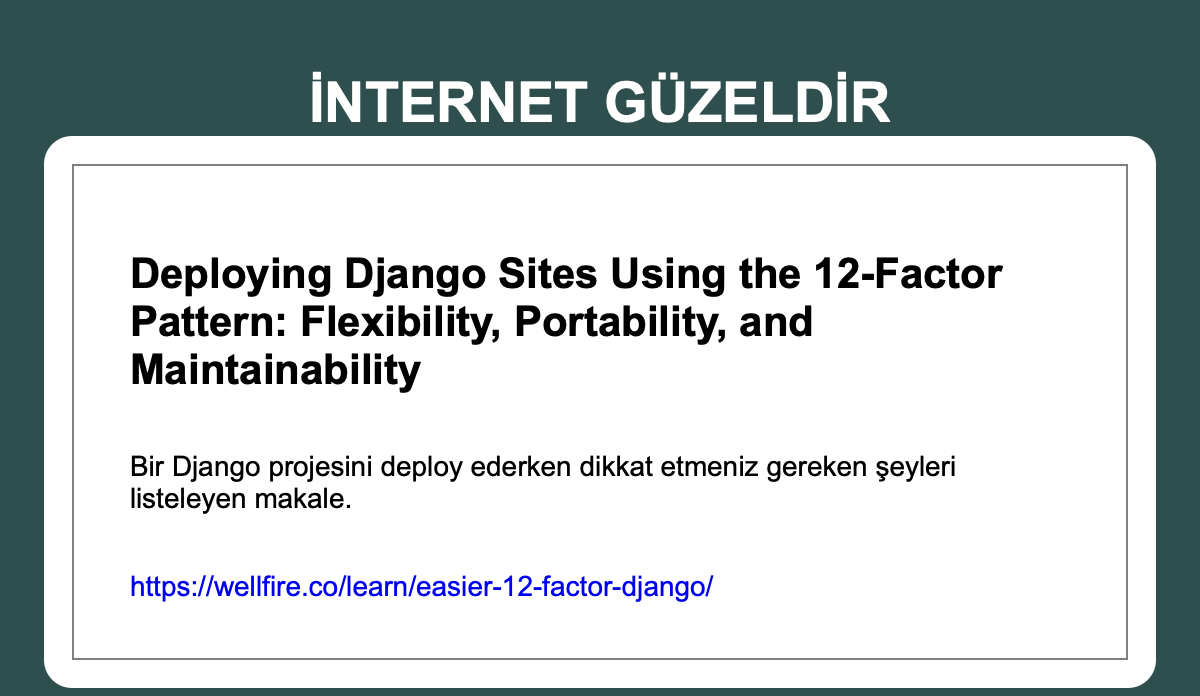 İNTERNET GÜZELDİR
Deploying Django Sites Using the 12-Factor
Pattern: Flexibility, Portability, and
Maintainability
Bir Django projesini deploy ederken dikkat etmeniz gereken şeyleri
listeleyen makale.
https://wellfire.co/learn/easier-12-factor-django/